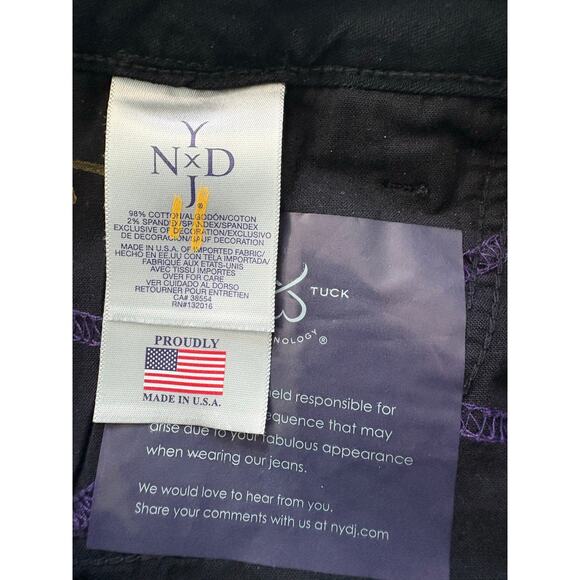 Y
N x D
J®
98% COTTON/ALGODÓN/COTON
2% SPANDEX/SPANDEX/SPANDEX
EXCLUSIVE OF DECORATION/EXCLUSIVO
DE DECORACIÓN/SAUF DECORATION
MADE IN U.S.A. OF IMPORTED FABRIC/
HECHO EN EE.UU CON TELA IMPORTADA/
FABRIQUÉ AUX ETATS-UNIS
AVEC TISSU IMPORTÉS
OVER FOR CARE
VER CUIDADO AL DORSO
RETOURNER POUR ENTRETIEN
CA# 38554
RN#132016
PROUDLY
MADE IN U.S.A.
TUCK
NOLOGY®
eld responsible for
equence that may
arise due to your fabulous appearance
when wearing our jeans.
We would love to hear from you.
Share your comments with us at nydj.com